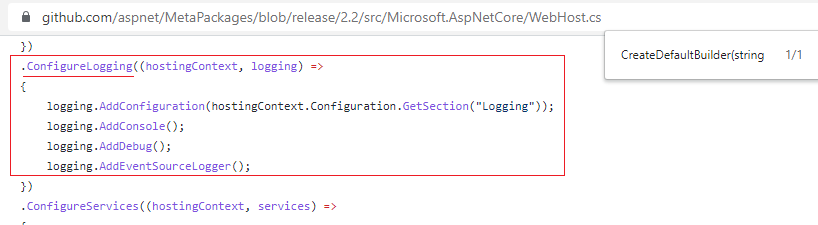 github.com/aspnet/MetaPackages/blob/release/2.2/src/Microsoft.AspNetCore/WebHost.cs
CreateDefaultBuilder(string 1/1
})
.ConfigureLogging((hostingContext, logging) =>
{
logging.AddConfiguration(hostingContext.Configuration.GetSection("Logging"));
logging.AddConsole();
logging.AddDebug();
logging.AddEventSourceLogger();
})
.ConfigureServices((hostingContext, services) =>